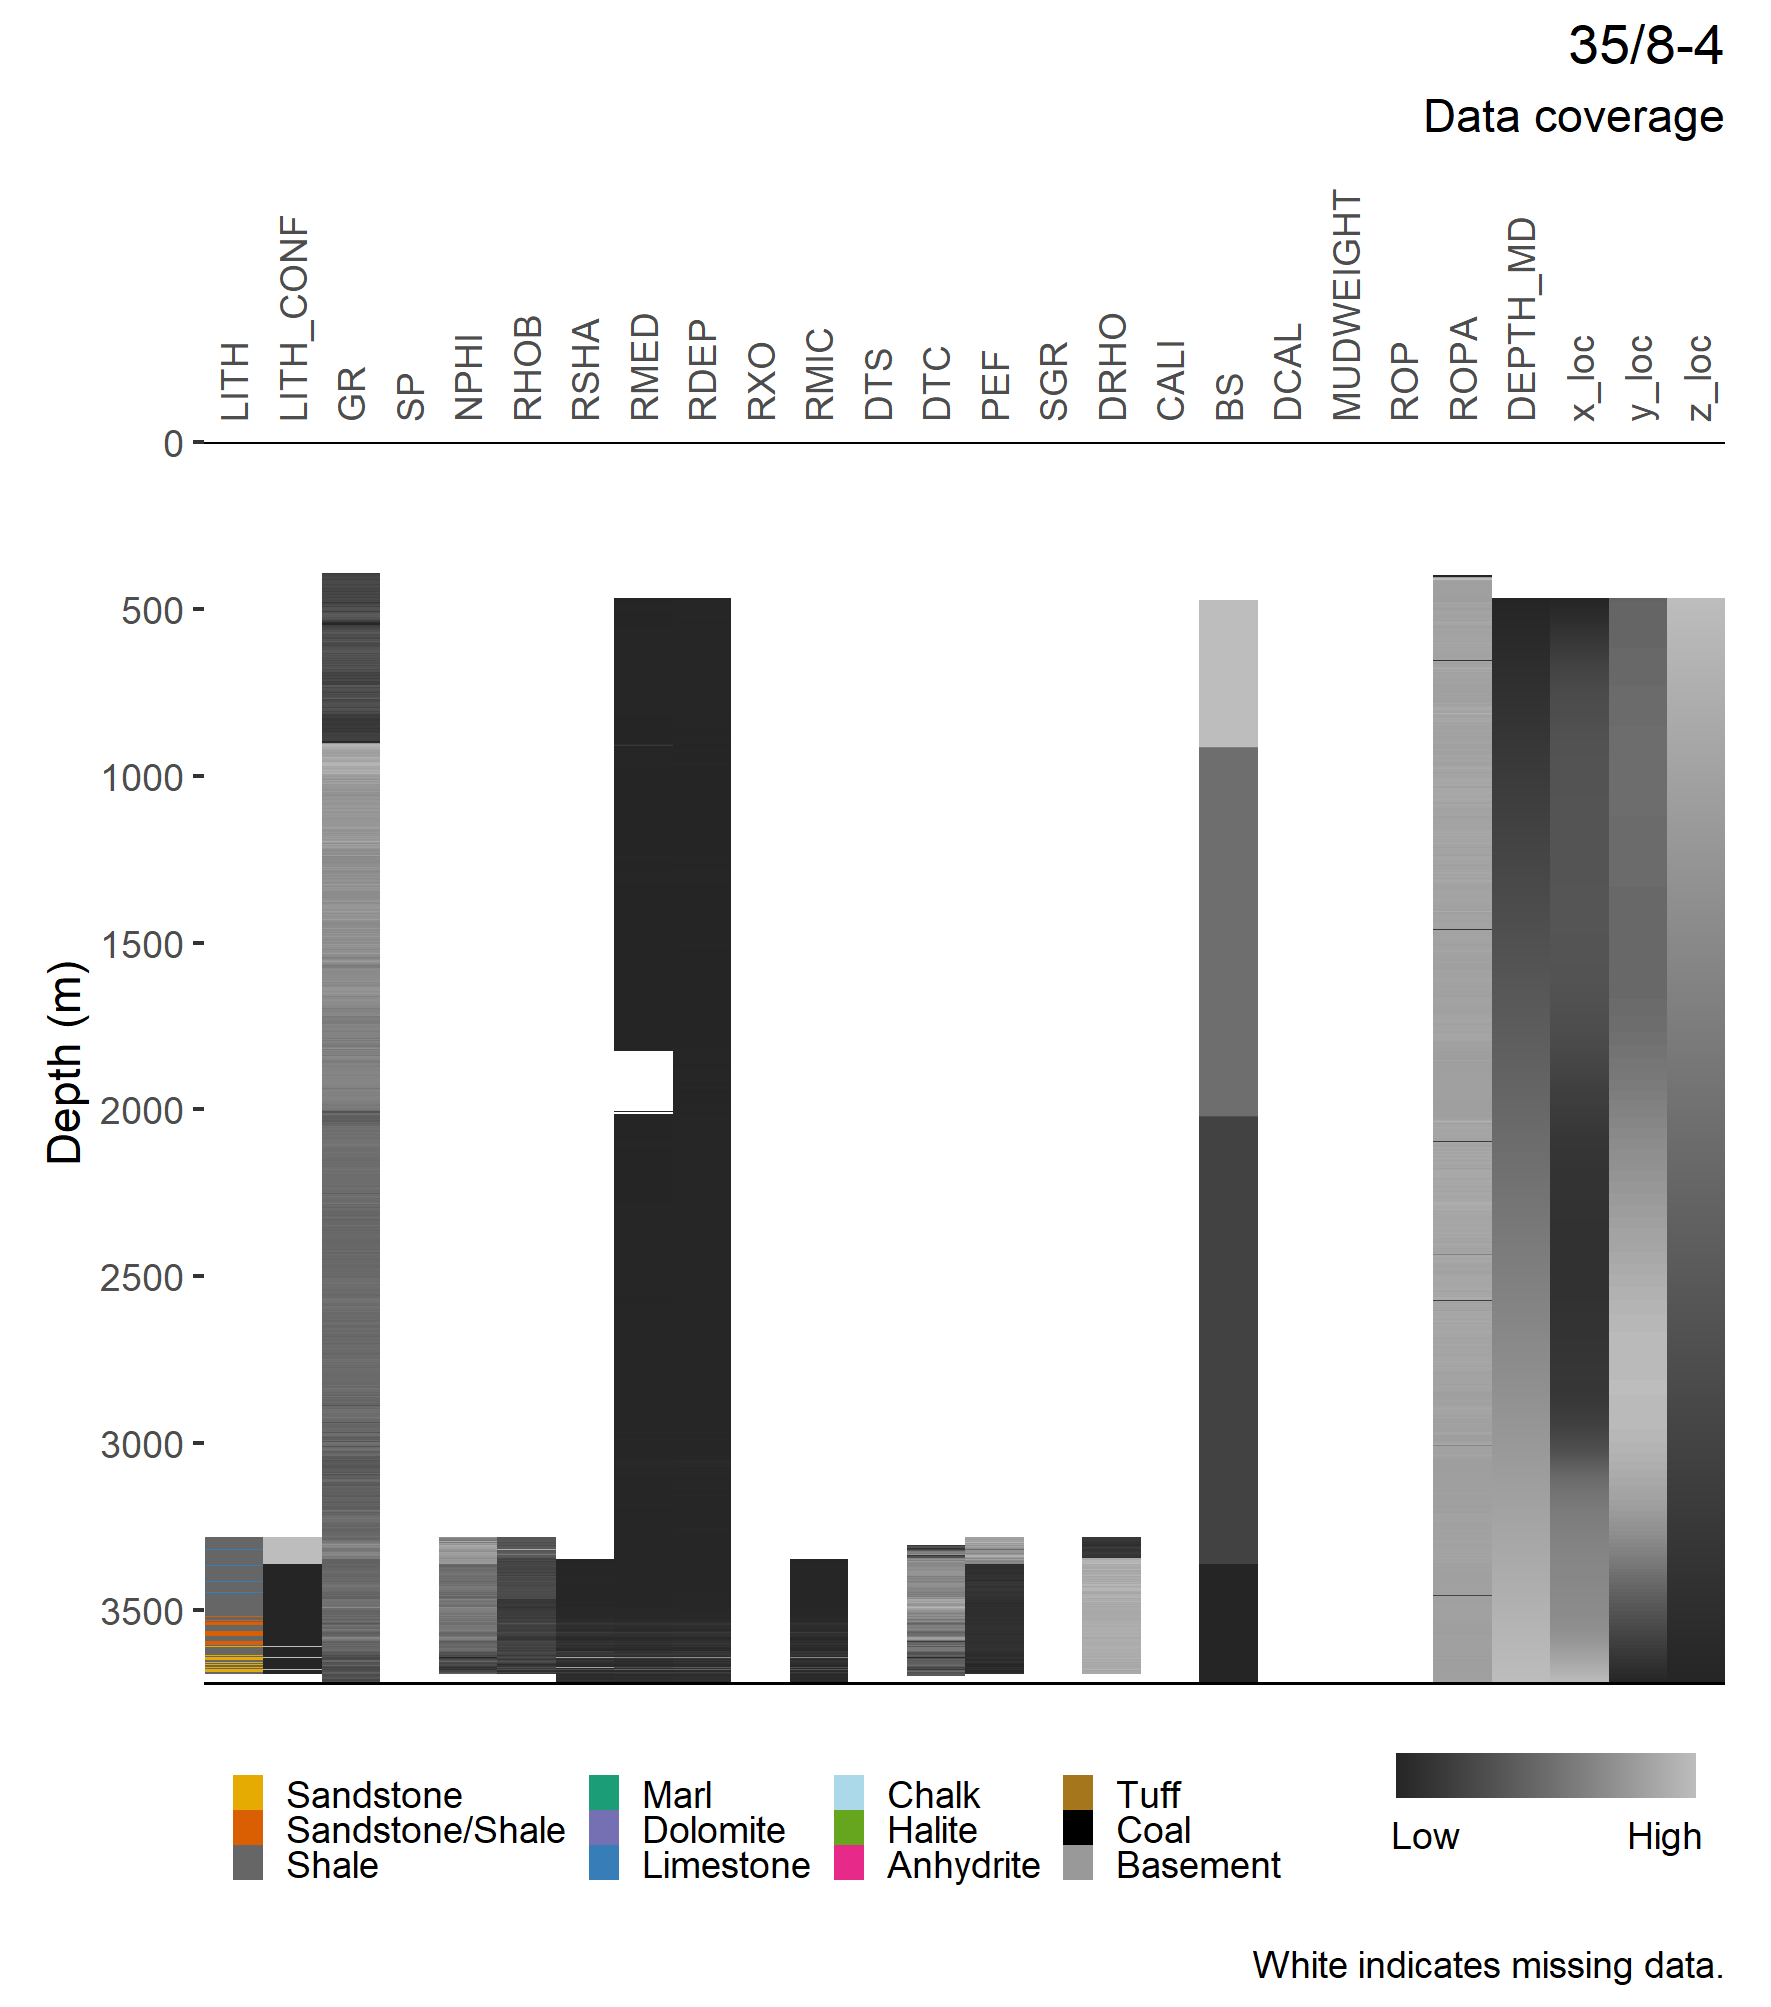 35/8-4
Data coverage
LITH
LITH_CONF
GR
SP
NPHI
RHOB
RSHA
RMED
RDEP
RXO
RMIC
DTS
DTC
PEF
SGR
DRHO
CALI
BS
DCAL
MUDWEIGHT
ROP
ROPA
DEPTH_MD
x_loc
y_loc
z_loc
0
500
1000
1500
2000
2500
3000
3500
Depth (m)
Sandstone
Sandstone/Shale
Shale
Marl
Dolomite
Limestone
Chalk
Halite
Anhydrite
Tuff
Coal
Basement
Low High
White indicates missing data.